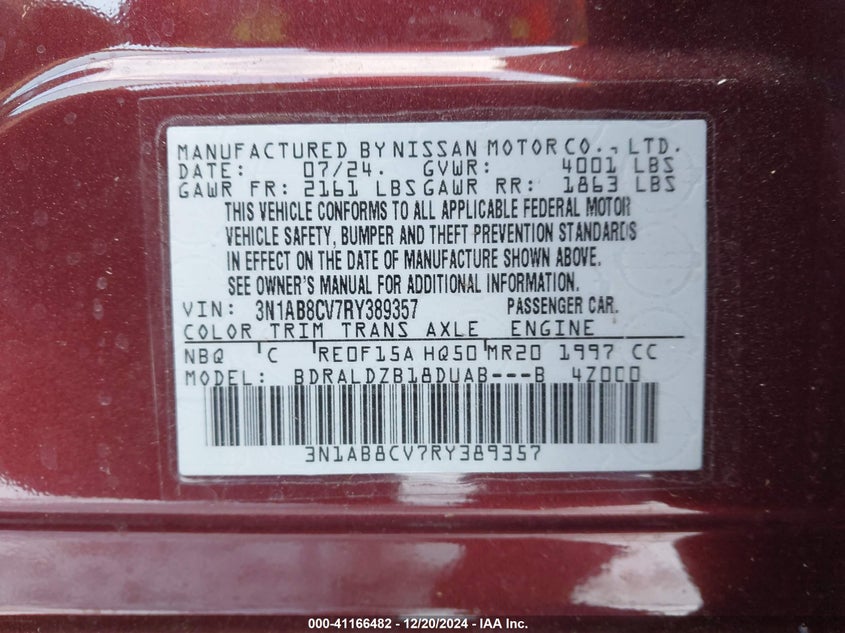 MANUFACTURED BY NISSAN MOTOR CO., LTD.
DATE: 07/24. GVWR: 4001 LBS
GAWR FR: 2161 LBS GAWR RR: 1863 LBS
THIS VEHICLE CONFORMS TO ALL APPLICABLE FEDERAL MOTOR
VEHICLE SAFETY, BUMPER AND THEFT PREVENTION STANDARDS
IN EFFECT ON THE DATE OF MANUFACTURE SHOWN ABOVE.
SEE OWNER'S MANUAL FOR ADDITIONAL INFORMATION.
VIN: 3N1AB8CV7RY389357 PASSENGER CAR.
COLOR TRIM TRANS AXLE ENGINE
NBQ C RE0F15A HQ50 MR20 1997 CC
MODEL: BDRALDZB18DUAB---B 4Z0C0
3N1AB8CV7RY389357
000-41166482 - 12/20/2024 - IAA Inc.